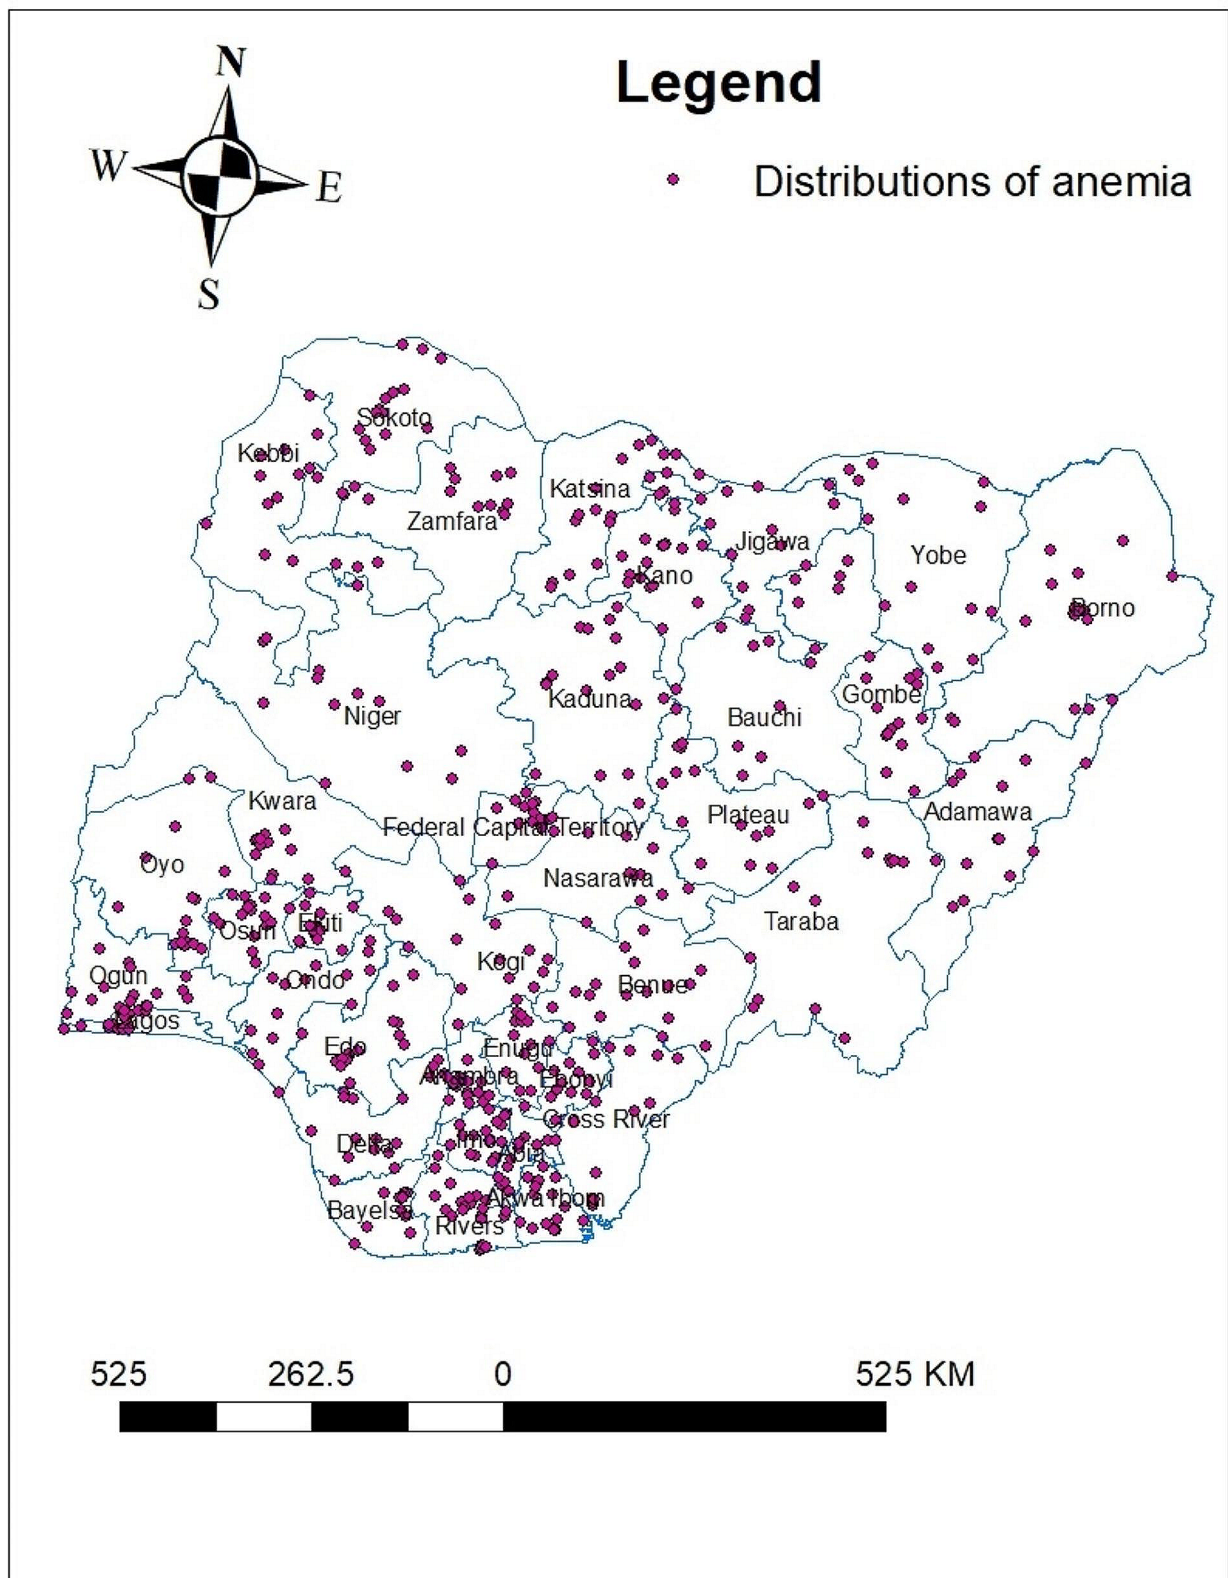 N
Legend
W
E
Distributions of anemia
S
Sokoto
Kebbi
Katsina
Zamfara
Jigawa
Yobe
Kano
Borno
Gombe
Kaduna
Niger
Bauchi
Kwara
Adamawa
Plateau
Federal Capital Territory
Oyo
Nasarawa
Taraba
Ekiti
Osun
Kogi
Ogun
Ondo
Benue
Lagos
Edo
Enugu
Anambra
Ebonyi
Cross River
Delta
Imo
Abia
Akwa Ibom
Bayelsa
Rivers
525 262.5 0 525 KM